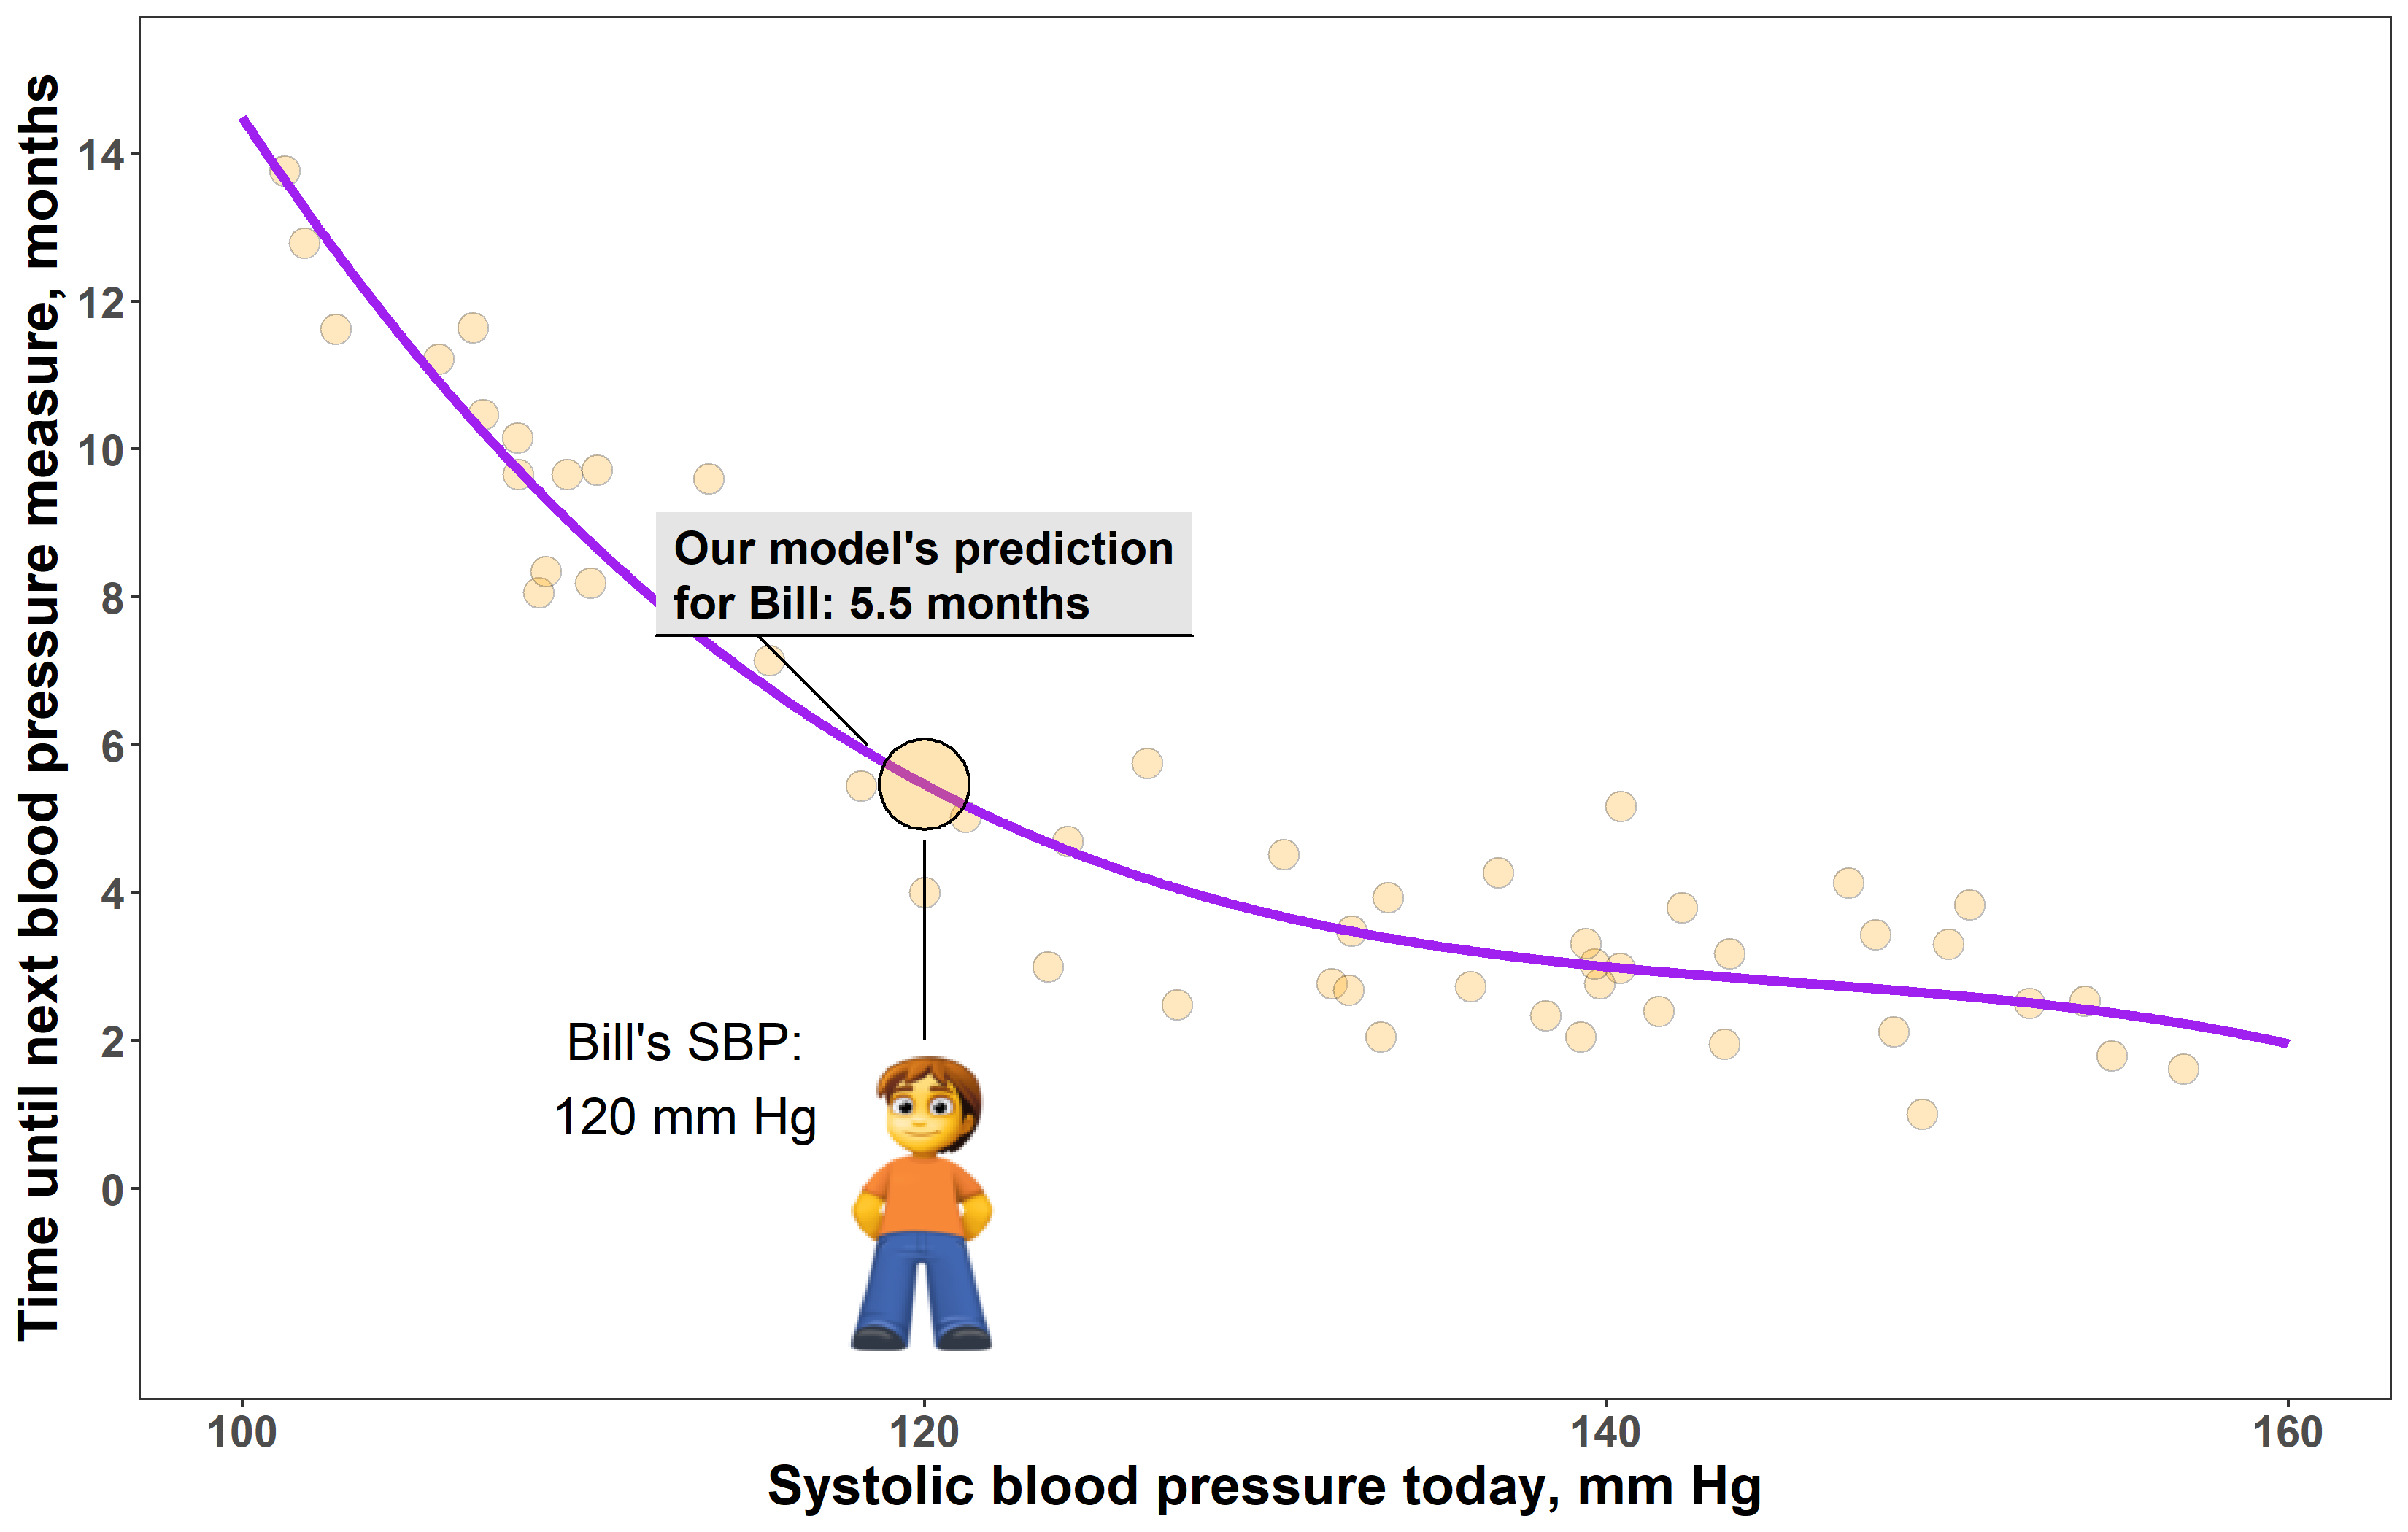 Time until next blood pressure measure, months
14
12
10
8
6
4
2
0
Our model's prediction
for Bill: 5.5 months
Bill's SBP:
120 mm Hg
100
120
140
160
Systolic blood pressure today, mm Hg